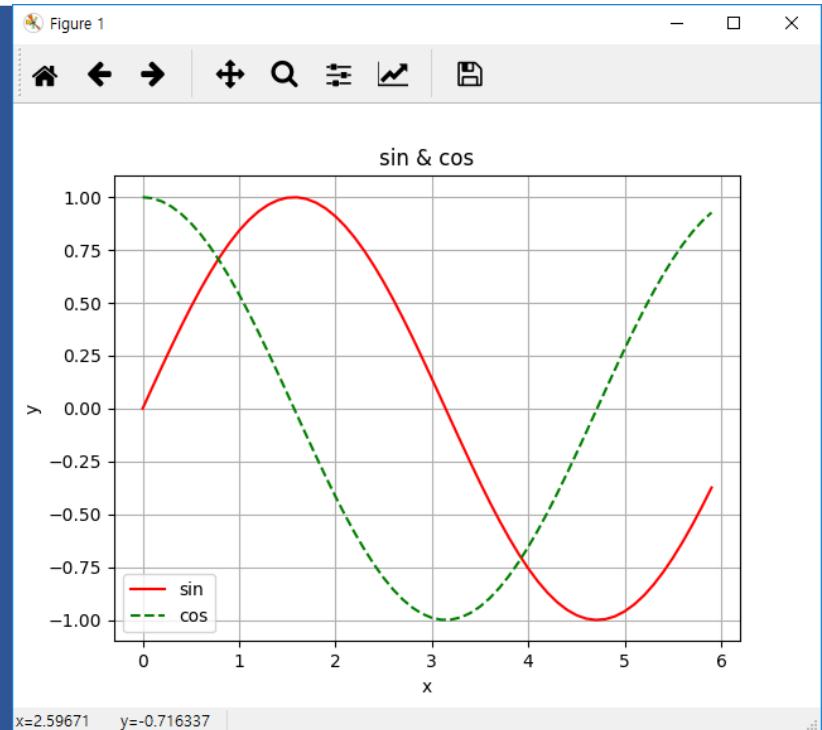 Figure 1
sin & cos
1.00
0.75
0.50
0.25
0.00
−0.25
−0.50
−0.75
−1.00
y
sin
cos
0 1 2 3 4 5 6
x
x=2.59671 y=-0.716337